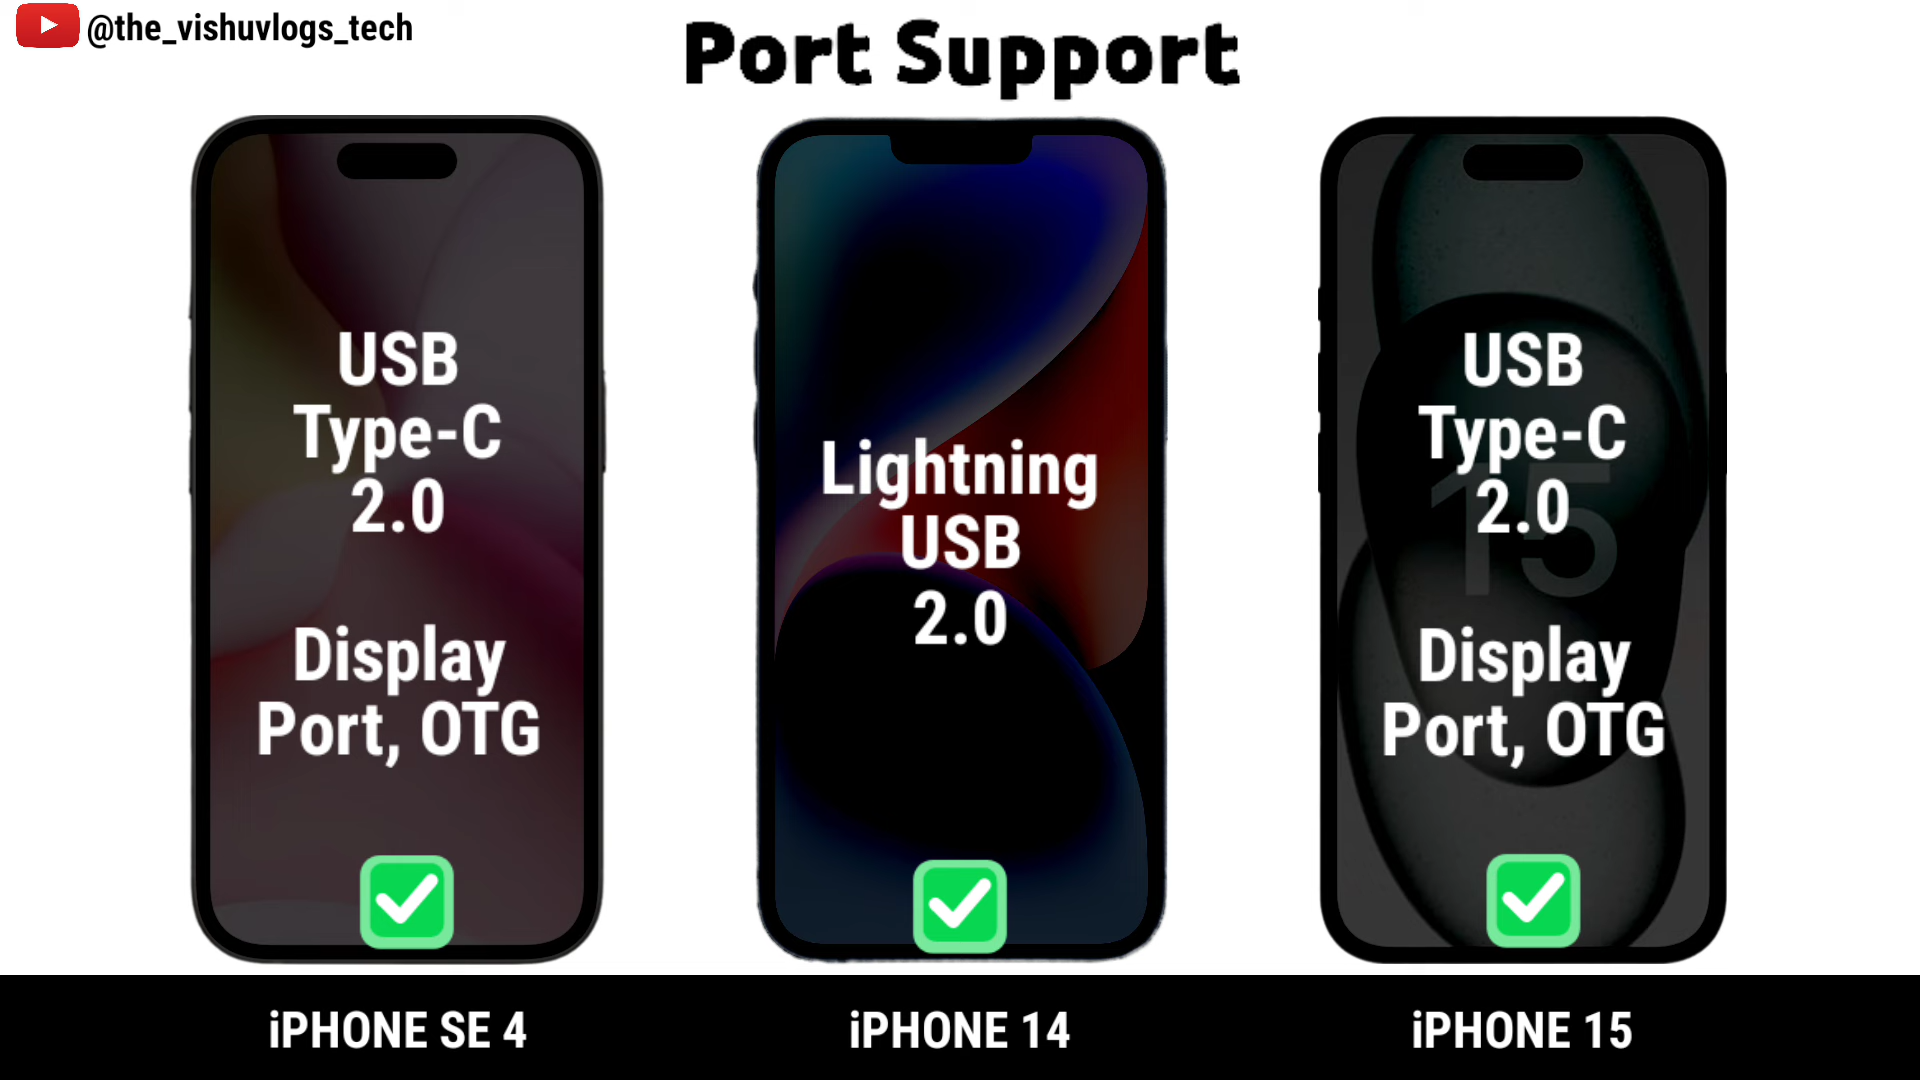 @the_vishuvlogs_tech
Port Support
USB
Type-C
2.0
Display
Port, OTG
Lightning
USB
2.0
15
USB
Type-C
2.0
Display
Port, OTG
iPHONE SE 4
iPHONE 14
iPHONE 15